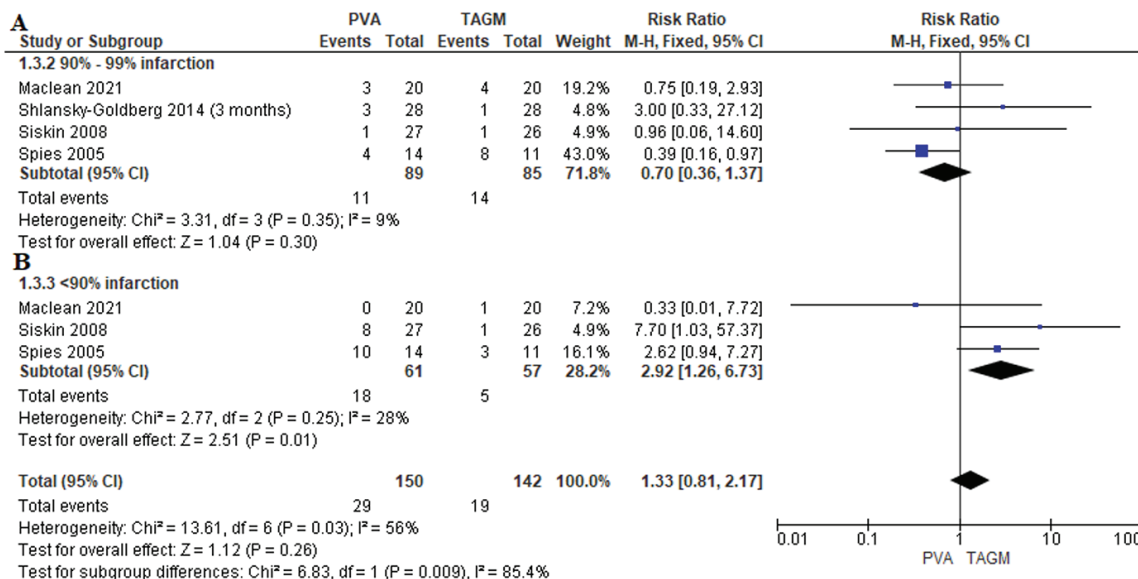 A PVA TAGM Risk Ratio Risk Ratio
Study or Subgroup Events Total Events Total Weight M-H, Fixed, 95% CI M-H, Fixed, 95% CI
1.3.2 90% - 99% infarction
Maclean 2021 3 20 4 20 19.2% 0.75 [0.19, 2.93]
Shlansky-Goldberg 2014 (3 months) 3 28 1 28 4.8% 3.00 [0.33, 27.12]
Siskin 2008 1 27 1 26 4.9% 0.96 [0.06, 14.60]
Spies 2005 4 14 8 11 43.0% 0.39 [0.16, 0.97]
Subtotal (95% CI) 89 85 71.8% 0.70 [0.36, 1.37]
Total events 11 14
Heterogeneity: Chi² = 3.31, df = 3 (P = 0.35); I² = 9%
Test for overall effect: Z = 1.04 (P = 0.30)
B
1.3.3 <90% infarction
Maclean 2021 0 20 1 20 7.2% 0.33 [0.01, 7.72]
Siskin 2008 8 27 1 26 4.9% 7.70 [1.03, 57.37]
Spies 2005 10 14 3 11 16.1% 2.62 [0.94, 7.27]
Subtotal (95% CI) 61 57 28.2% 2.92 [1.26, 6.73]
Total events 18 5
Heterogeneity: Chi² = 2.77, df = 2 (P = 0.25); I² = 28%
Test for overall effect: Z = 2.51 (P = 0.01)
Total (95% CI) 150 142 100.0% 1.33 [0.81, 2.17]
Total events 29 19
Heterogeneity: Chi² = 13.61, df = 6 (P = 0.03); I² = 56%
Test for overall effect: Z = 1.12 (P = 0.26)
Test for subgroup differences: Chi² = 6.83, df = 1 (P = 0.009), I² = 85.4%
0.01 0.1 1 10 100
PVA TAGM